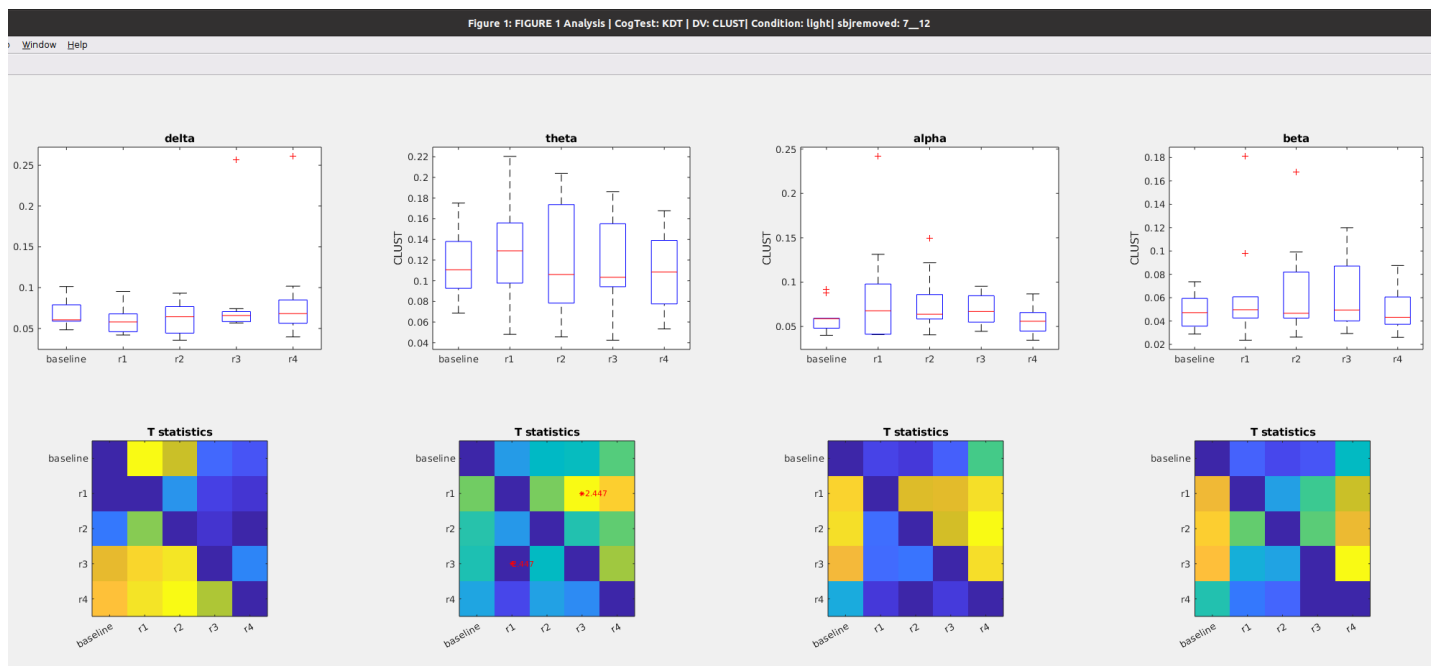 Figure 1: FIGURE 1 Analysis | CogTest: KDT | DV: CLUST| Condition: light| sbjremoved: 7__12
Window Help
delta
0.25
0.2
0.15
0.1
0.05
baseline r1 r2 r3 r4
theta
CLUST
0.22
0.2
0.18
0.16
0.14
0.12
0.1
0.08
0.06
0.04
baseline r1 r2 r3 r4
alpha
CLUST
0.25
0.2
0.15
0.1
0.05
baseline r1 r2 r3 r4
beta
CLUST
0.18
0.16
0.14
0.12
0.1
0.08
0.06
0.04
0.02
baseline r1 r2 r3 r4
T statistics
baseline
r1
r2
r3
r4
baseline r1 r2 r3 r4
T statistics
baseline
r1
2.447
r2
r3
r4
baseline r1 r2 r3 r4
T statistics
baseline
r1
r2
r3
r4
baseline r1 r2 r3 r4
T statistics
baseline
r1
r2
r3
r4
baseline r1 r2 r3 r4